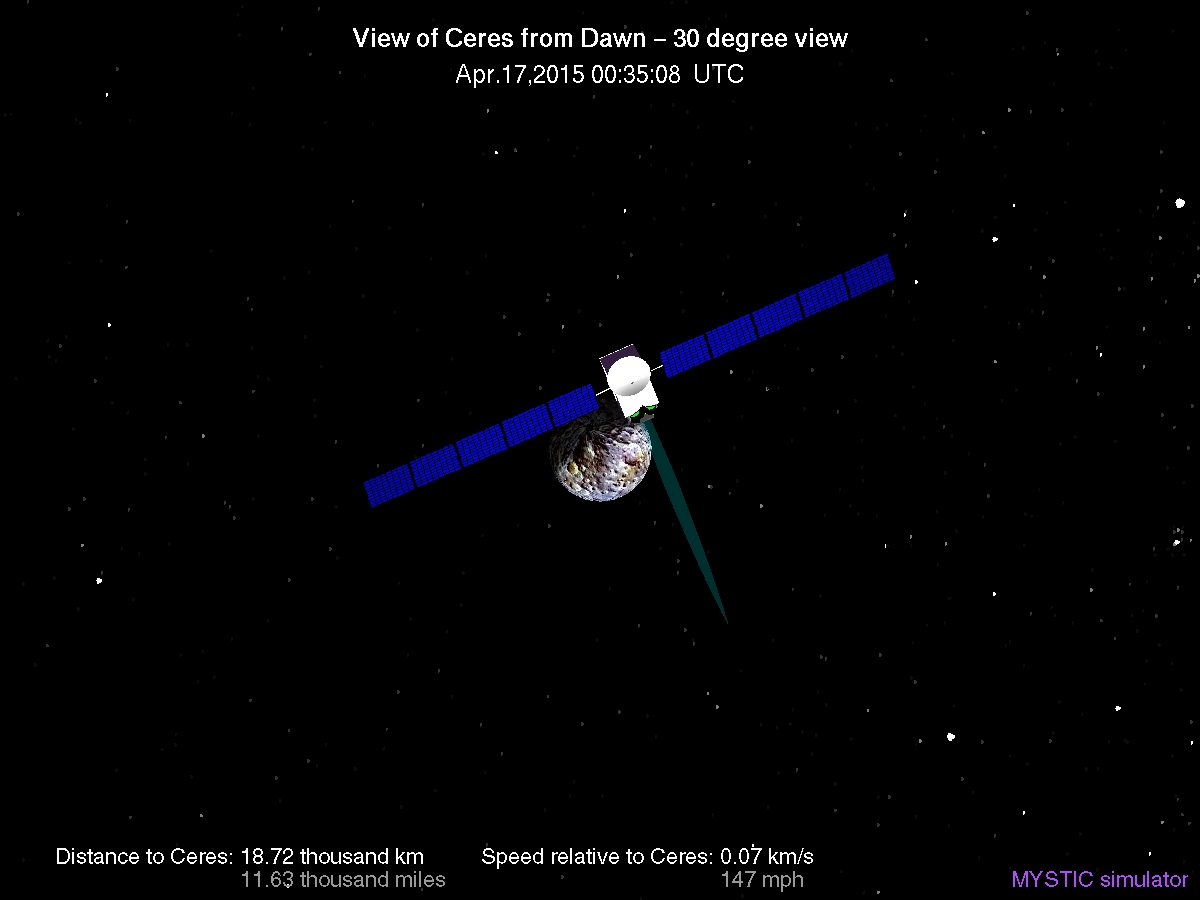 View of Ceres from Dawn – 30 degree view
Apr.17,2015 00:35:08 UTC
Distance to Ceres: 18.72 thousand km
Speed relative to Ceres: 0.07 km/s
11.63 thousand miles
147 mph
MYSTIC simulator